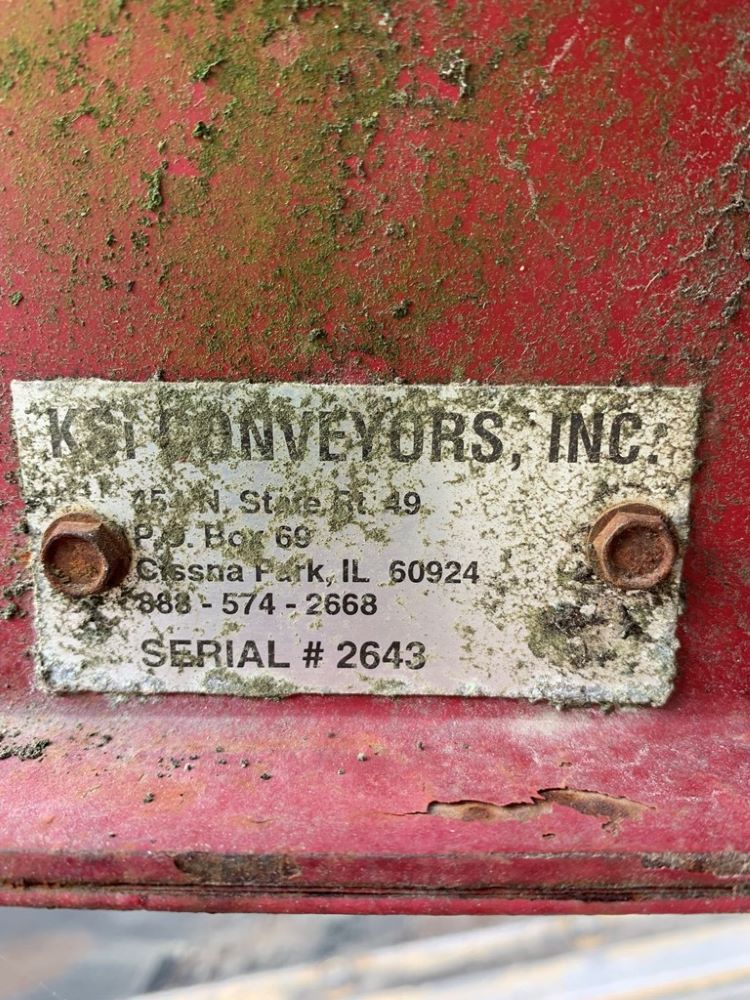 KSI CONVEYORS, INC.
N. State Rt. 49
P.O. Box 69
Cissna Park, IL 60924
888 - 574 - 2668
SERIAL # 2643